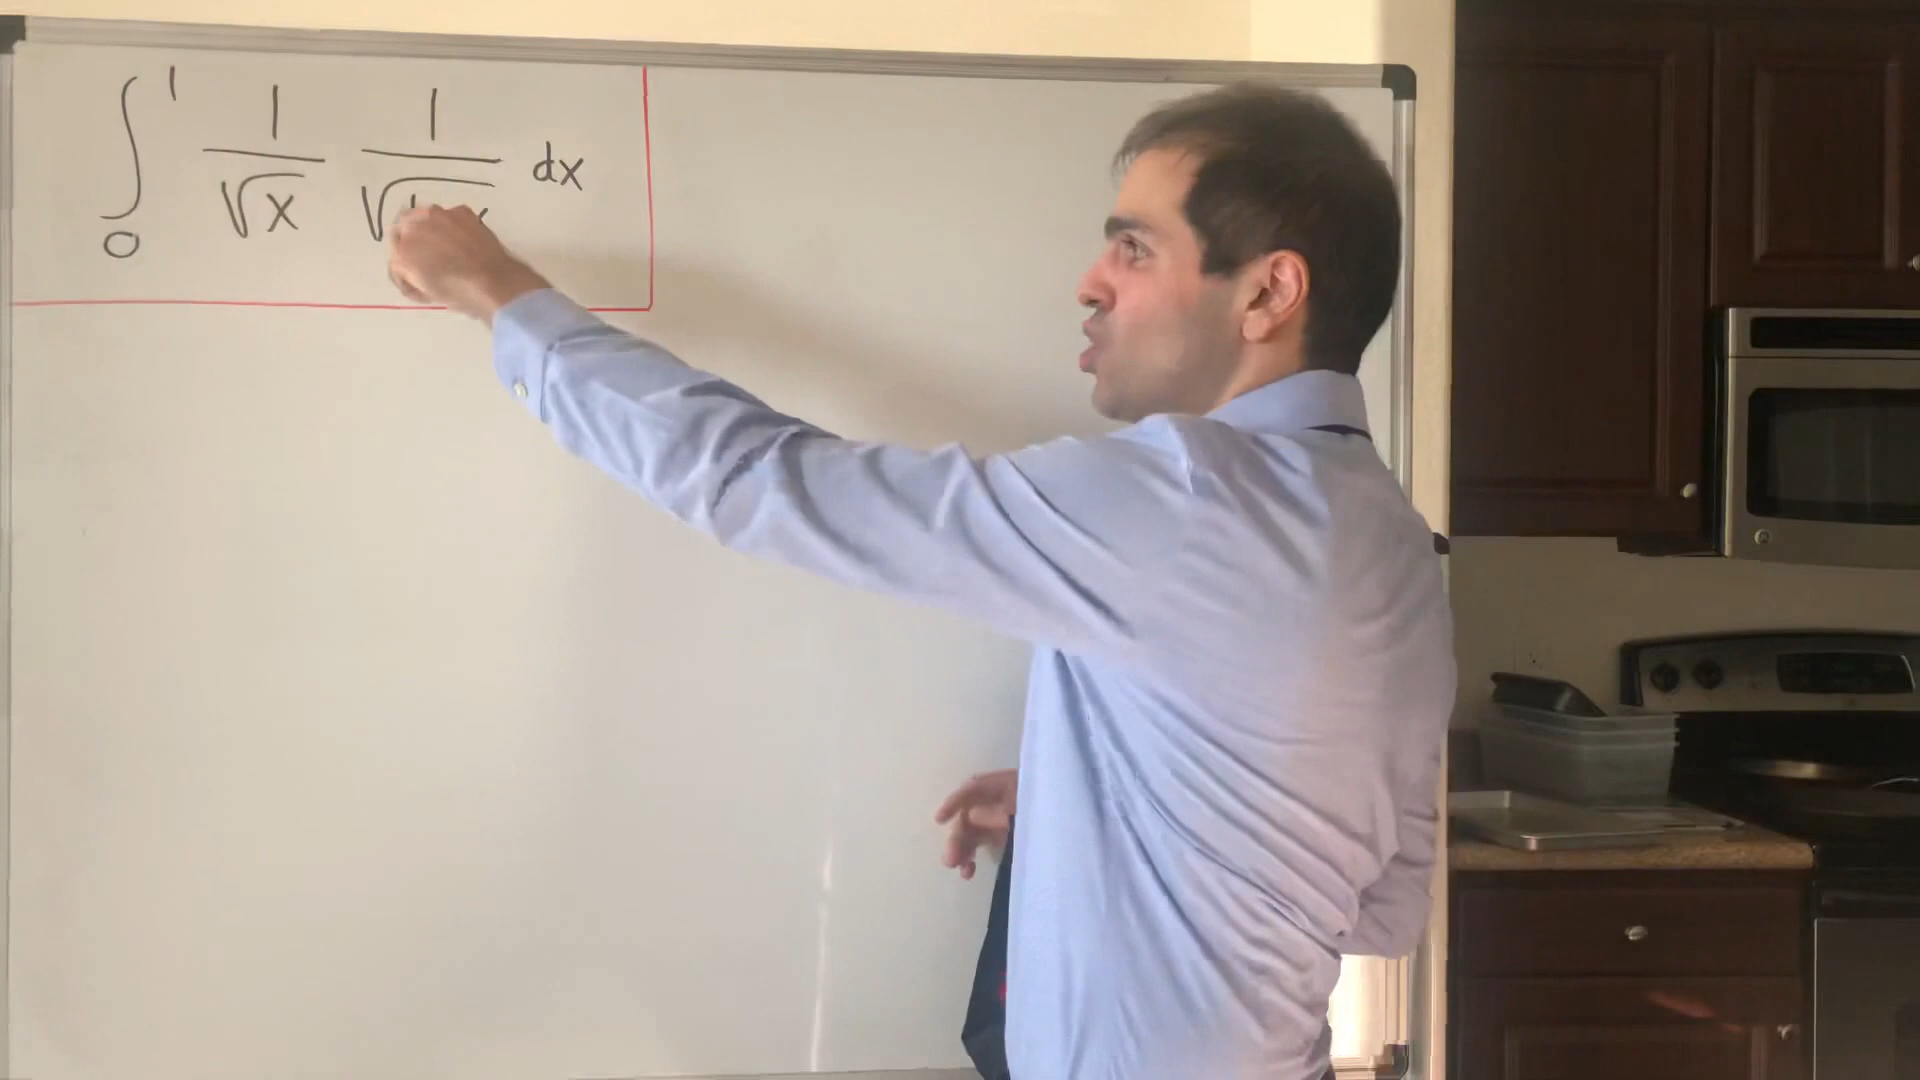 ∫₀¹ 1/√x 1/√ dx